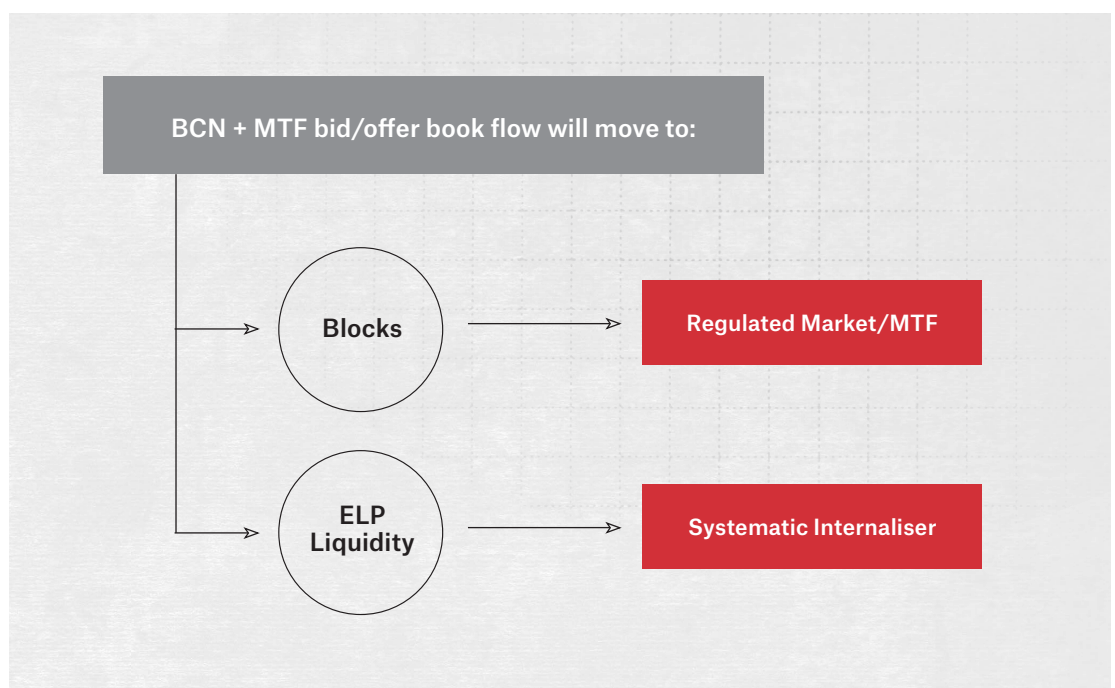 BCN + MTF bid/offer book flow will move to:
Blocks
Regulated Market/MTF
ELP
Liquidity
Systematic Internaliser